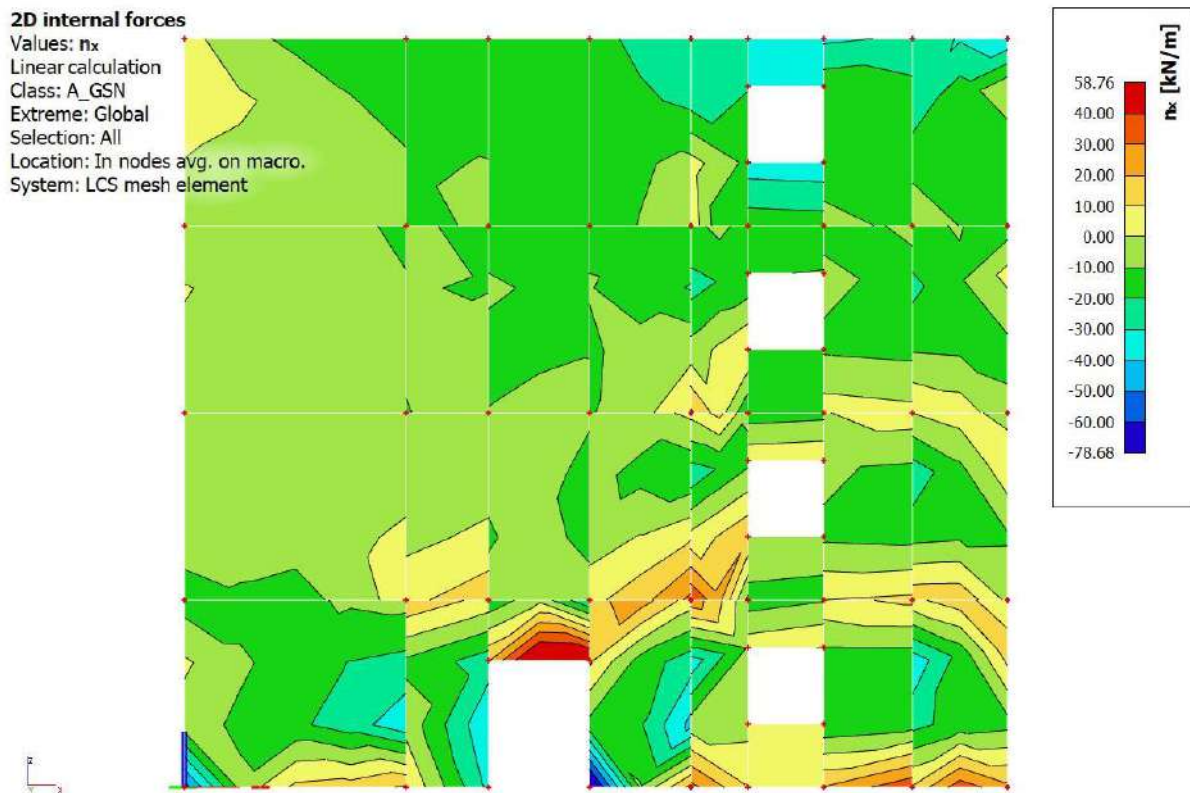 2D internal forces
Values: nx
Linear calculation
Class: A_GSN
Extreme: Global
Selection: All
Location: In nodes avg. on macro.
System: LCS mesh element
nx [kN/m]
58.76
40.00
30.00
20.00
10.00
0.00
-10.00
-20.00
-30.00
-40.00
-50.00
-60.00
-78.68
z
x